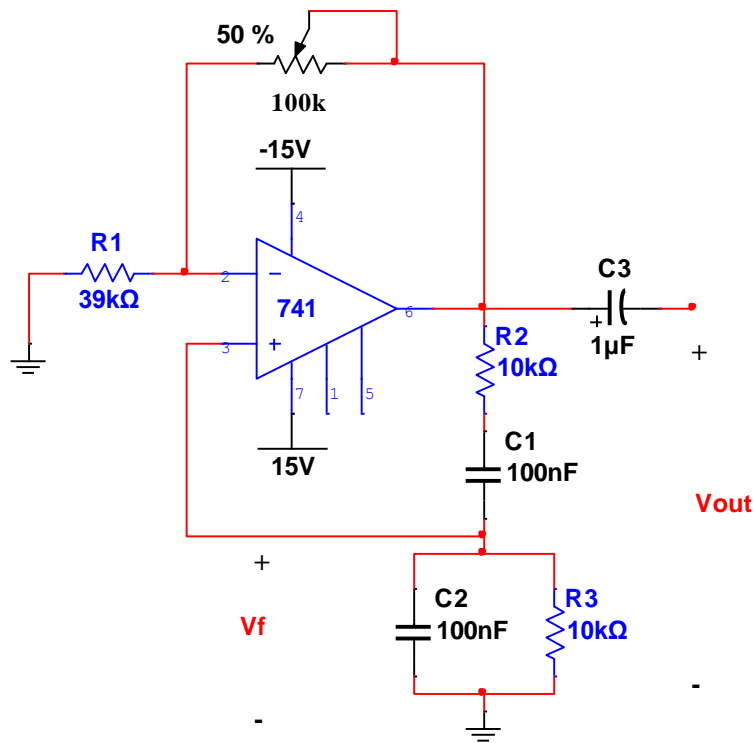 50 %
100k
-15V
4
R1
39kΩ
2
−
741
6
3
+
7
1
5
15V
C3
+
1µF
+
R2
10kΩ
C1
100nF
Vout
+
Vf
-
C2
100nF
R3
10kΩ
-